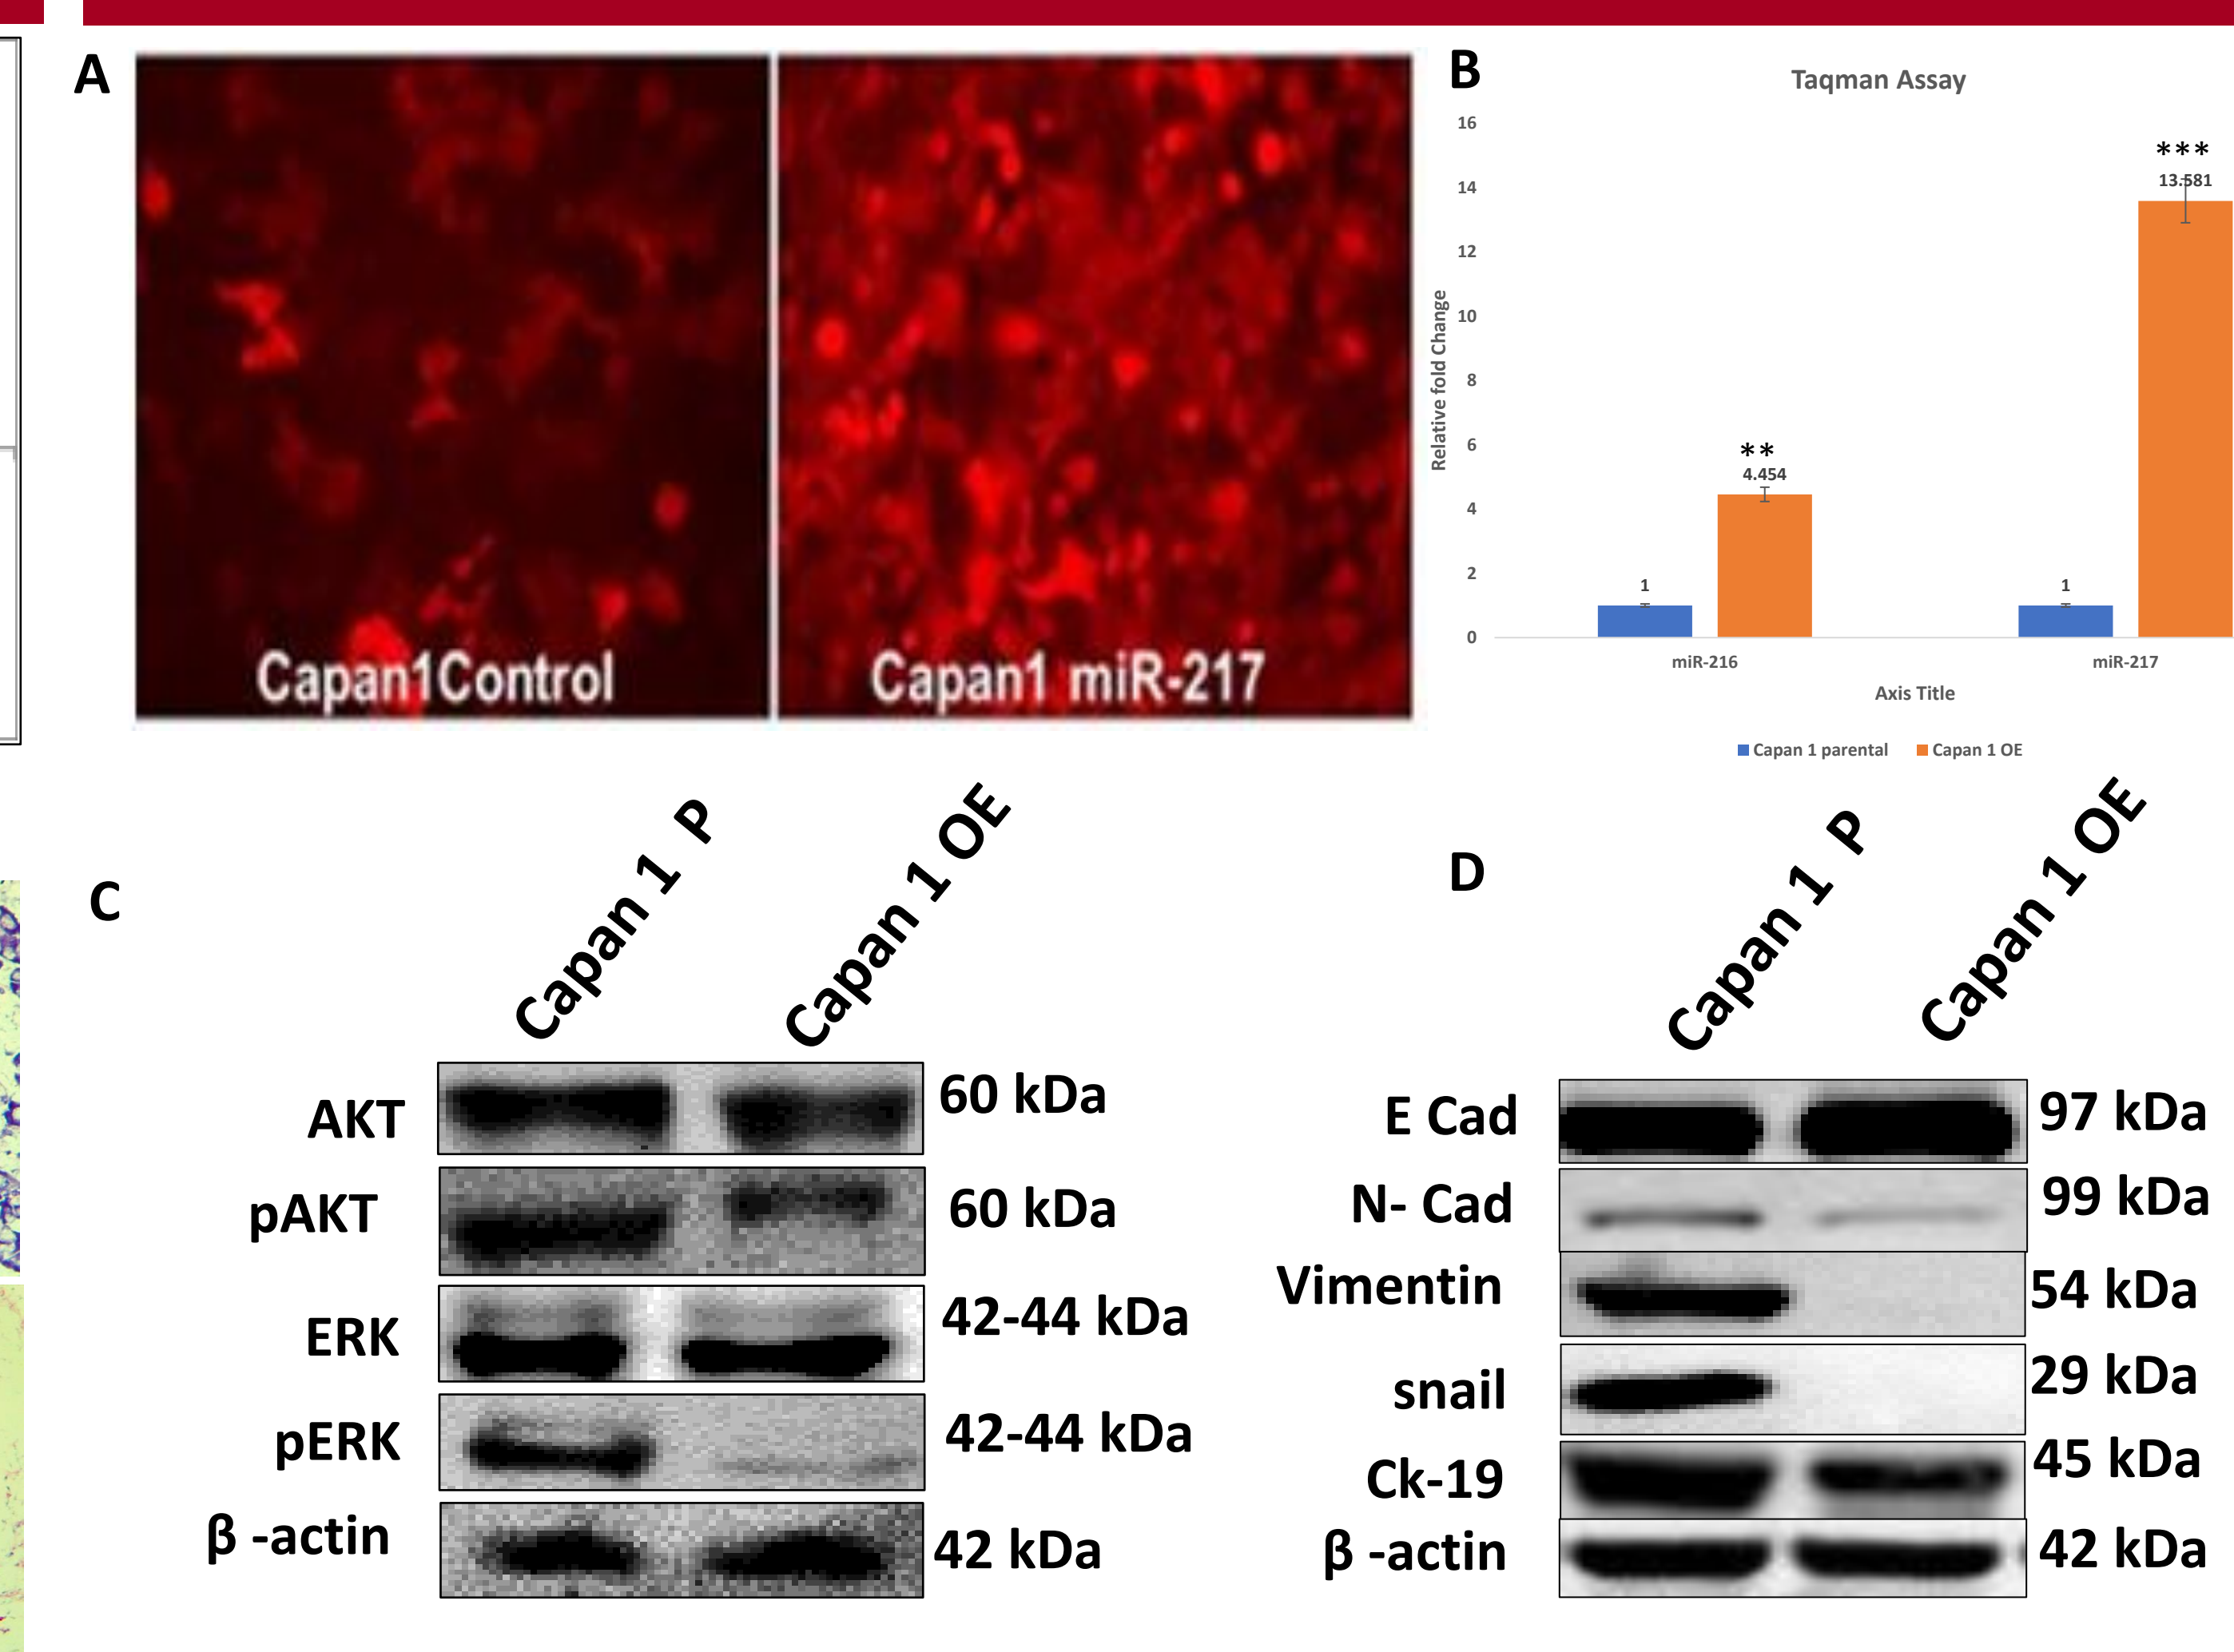 A
Capan1Control
Capan1 miR-217
B
Taqman Assay
16
14
12
10
8
6
4
2
0
Relative fold Change
**
4.454
1
***
13.581
1
miR-216
miR-217
Axis Title
Capan 1 parental
Capan 1 OE
C
Capan 1 P
Capan 1 OE
AKT
60 kDa
pAKT
60 kDa
ERK
42-44 kDa
pERK
42-44 kDa
β -actin
42 kDa
D
Capan 1 P
Capan 1 OE
E Cad
97 kDa
N- Cad
99 kDa
Vimentin
54 kDa
snail
29 kDa
Ck-19
45 kDa
β -actin
42 kDa